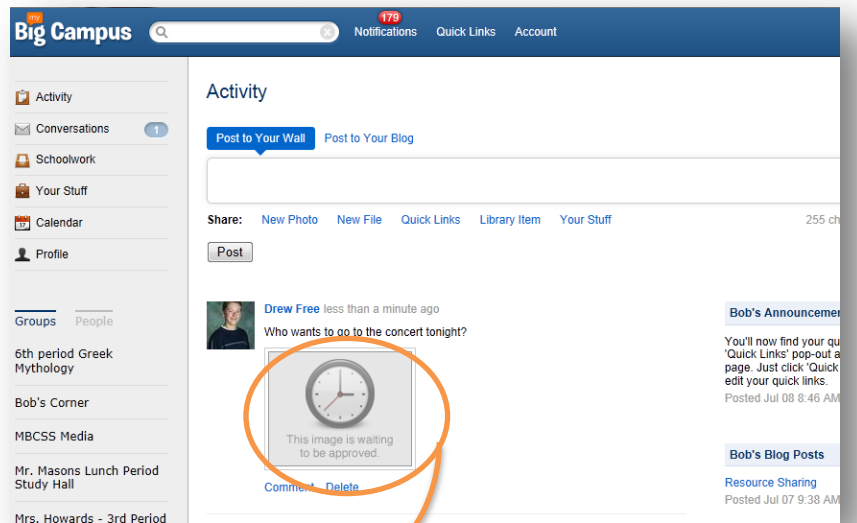 my
Big Campus
179
Notifications Quick Links Account
Activity
Conversations 1
Schoolwork
Your Stuff
17 Calendar
Profile
Groups People
6th period Greek
Mythology
Bob's Corner
MBCSS Media
Mr. Masons Lunch Period
Study Hall
Mrs. Howards - 3rd Period
Activity
Post to Your Wall Post to Your Blog
Share: New Photo New File Quick Links Library Item Your Stuff 255 ch
Post
Drew Free less than a minute ago
Who wants to go to the concert tonight?
This image is waiting
to be approved.
Comment Delete
Bob's Announcemen
You'll now find your qu
'Quick Links' pop-out a
page. Just click 'Quick
edit your quick links.
Posted Jul 08 8:46 AM
Bob's Blog Posts
Resource Sharing
Posted Jul 07 9:38 AM